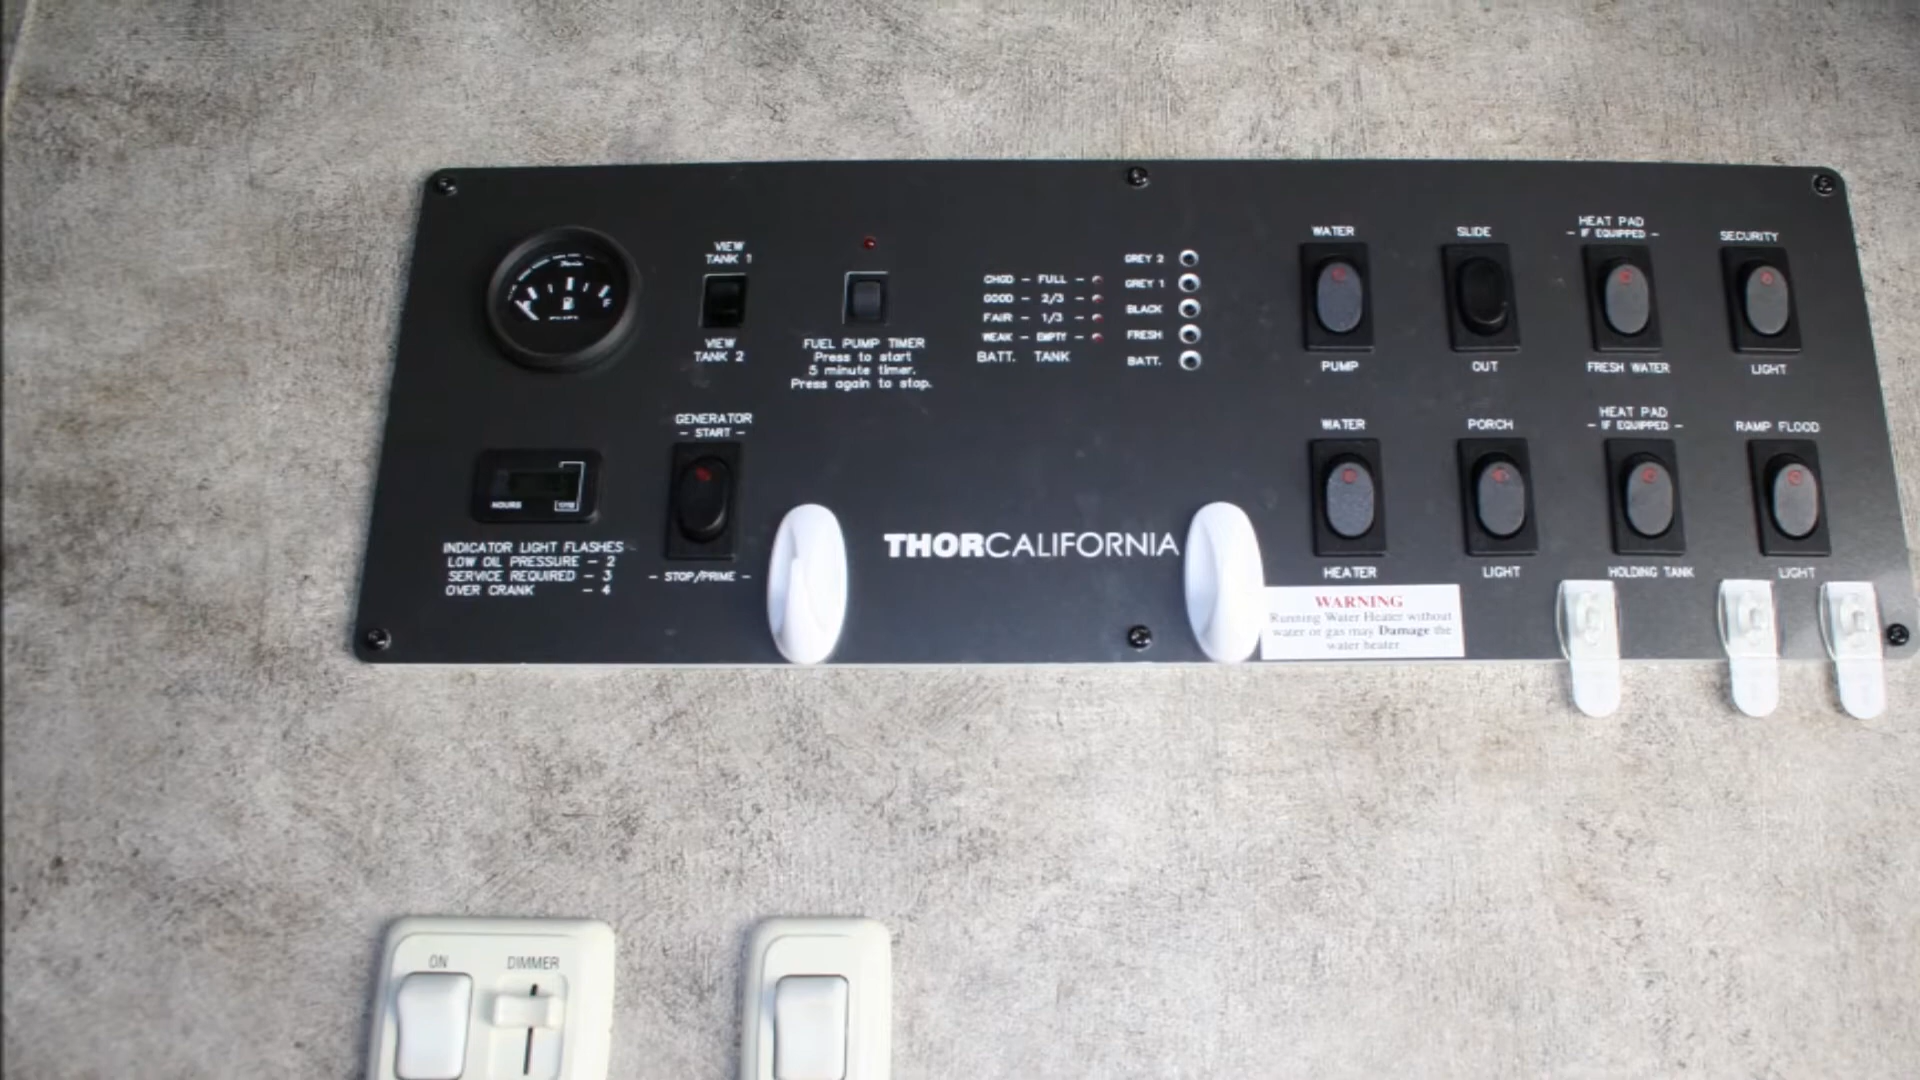 VIEW
TANK 1
VIEW
TANK 2
F
FUEL PUMP TIMER
Press to start
5 minute timer.
Press again to stop.
CHGD - FULL -
GOOD - 2/3 -
FAIR - 1/3 -
WEAK - EMPTY -
BATT. TANK
GREY 2
GREY 1
BLACK
FRESH
BATT.
WATER
PUMP
SLIDE
OUT
HEAT PAD
- IF EQUIPPED -
FRESH WATER
SECURITY
LIGHT
HOURS
INDICATOR LIGHT FLASHES
LOW OIL PRESSURE - 2
SERVICE REQUIRED - 3
OVER CRANK - 4
GENERATOR
- START -
- STOP/PRIME -
THORCALIFORNIA
WATER
HEATER
PORCH
LIGHT
HEAT PAD
- IF EQUIPPED -
HOLDING TANK
RAMP FLOOD
LIGHT
WARNING
Running Water Heater without
water or gas may Damage the
water heater
ON
DIMMER